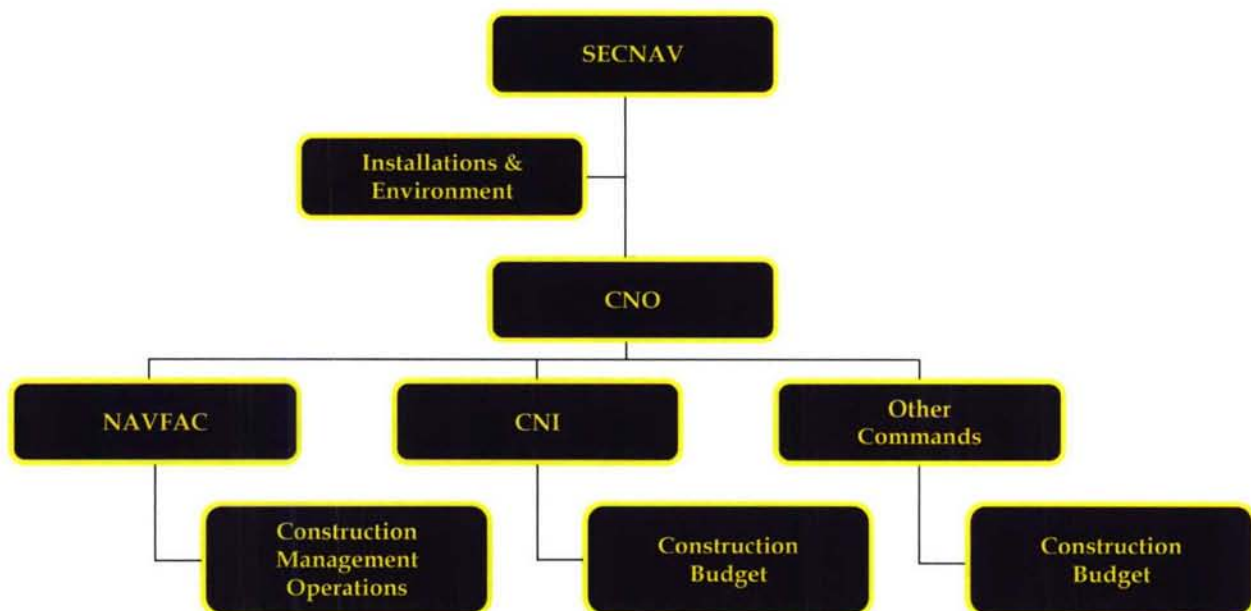 SECNAV
Installations &
Environment
CNO
NAVFAC
CNI
Other
Commands
Construction
Management
Operations
Construction
Budget
Construction
Budget